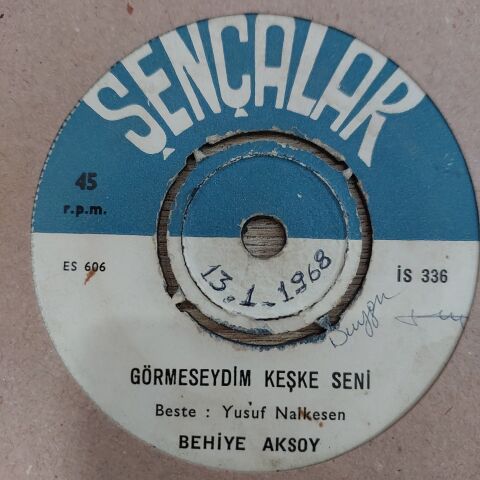 ŞENÇALAR
45
r.p.m.
ES 606
İS 336
13.1-1968
GÖRMESEYDİM KEŞKE SENİ
Beste : Yusuf Nalkesen
BEHİYE AKSOY